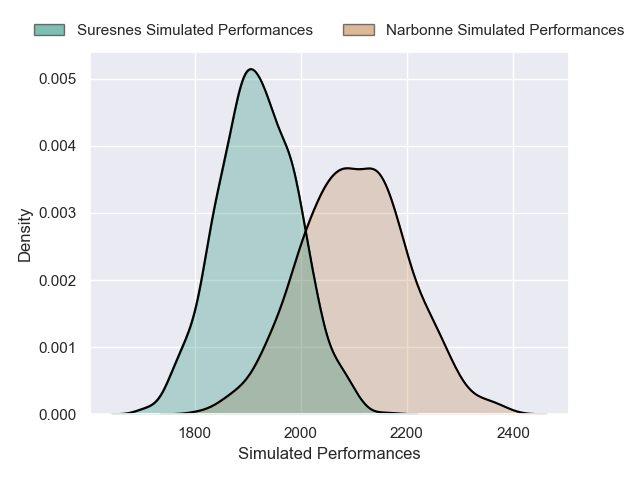 Suresnes Simulated Performances Narbonne Simulated Performances
0.005
0.004
0.003
0.002
0.001
0.000
Density
1800 2000 2200 2400
Simulated Performances